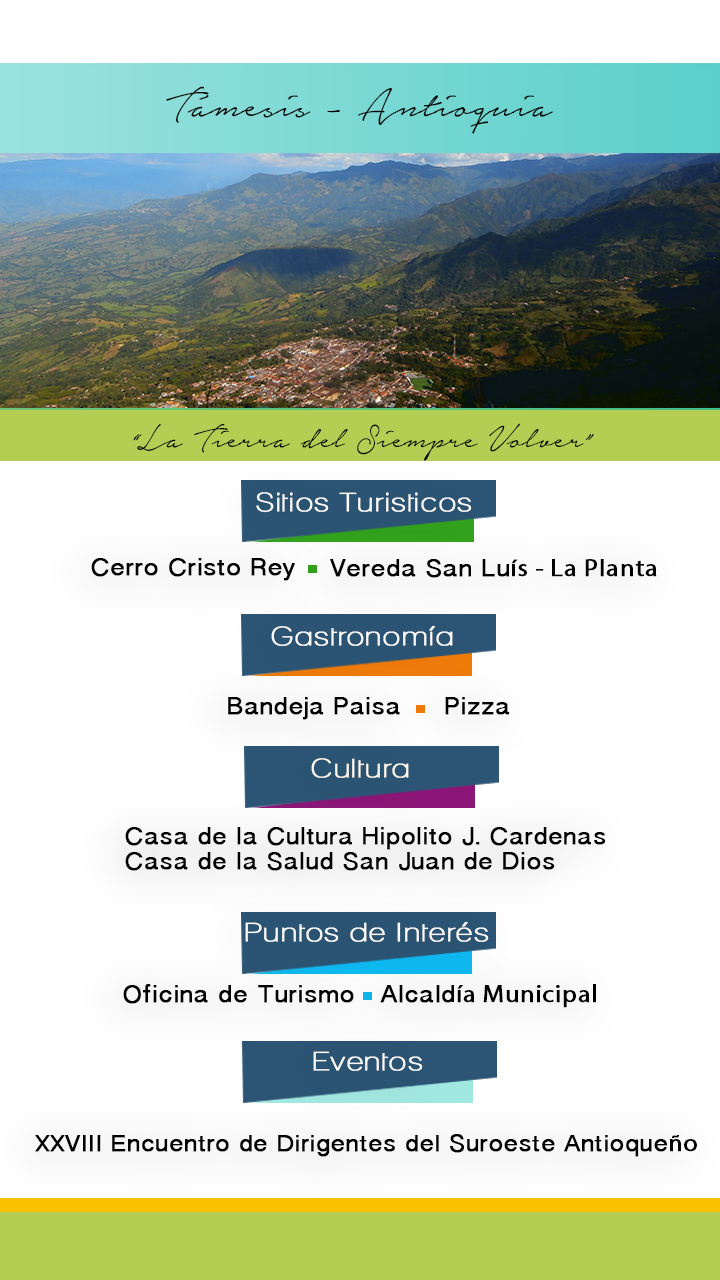 Támesis - Antioquia
"La Tierra del Siempre Volver"
Sitios Turisticos
Cerro Cristo Rey ▪ Vereda San Luís - La Planta
Gastronomía
Bandeja Paisa ▪ Pizza
Cultura
Casa de la Cultura Hipolito J. Cardenas
Casa de la Salud San Juan de Dios
Puntos de Interés
Oficina de Turismo ▪ Alcaldía Municipal
Eventos
XXVIII Encuentro de Dirigentes del Suroeste Antioqueño